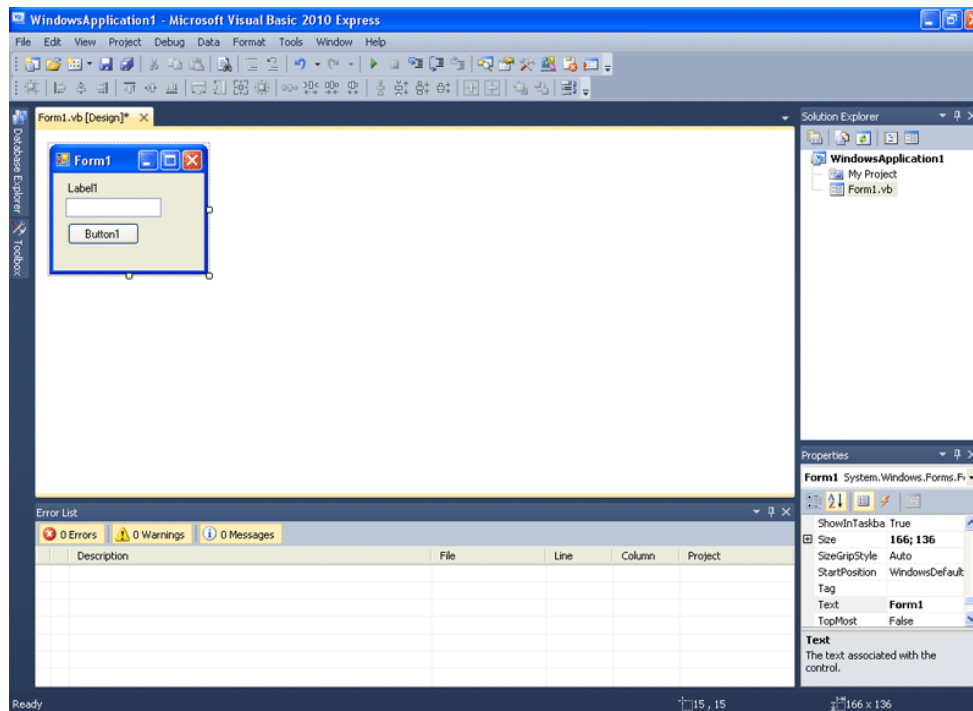 WindowsApplication1 - Microsoft Visual Basic 2010 Express
File Edit View Project Debug Data Format Tools Window Help
Database Explorer
Toolbox
Form1.vb [Design]*
Form1
Label1
Button1
Solution Explorer
WindowsApplication1
My Project
Form1.vb
Error List
0 Errors 0 Warnings 0 Messages
Description File Line Column Project
Properties
Form1 System.Windows.Forms.F
ShowInTaskba True
Size 166; 136
SizeGripStyle Auto
StartPosition WindowsDefault
Tag
Text Form1
TopMost False
Text
The text associated with the
control.
Ready 15 , 15 166 x 136